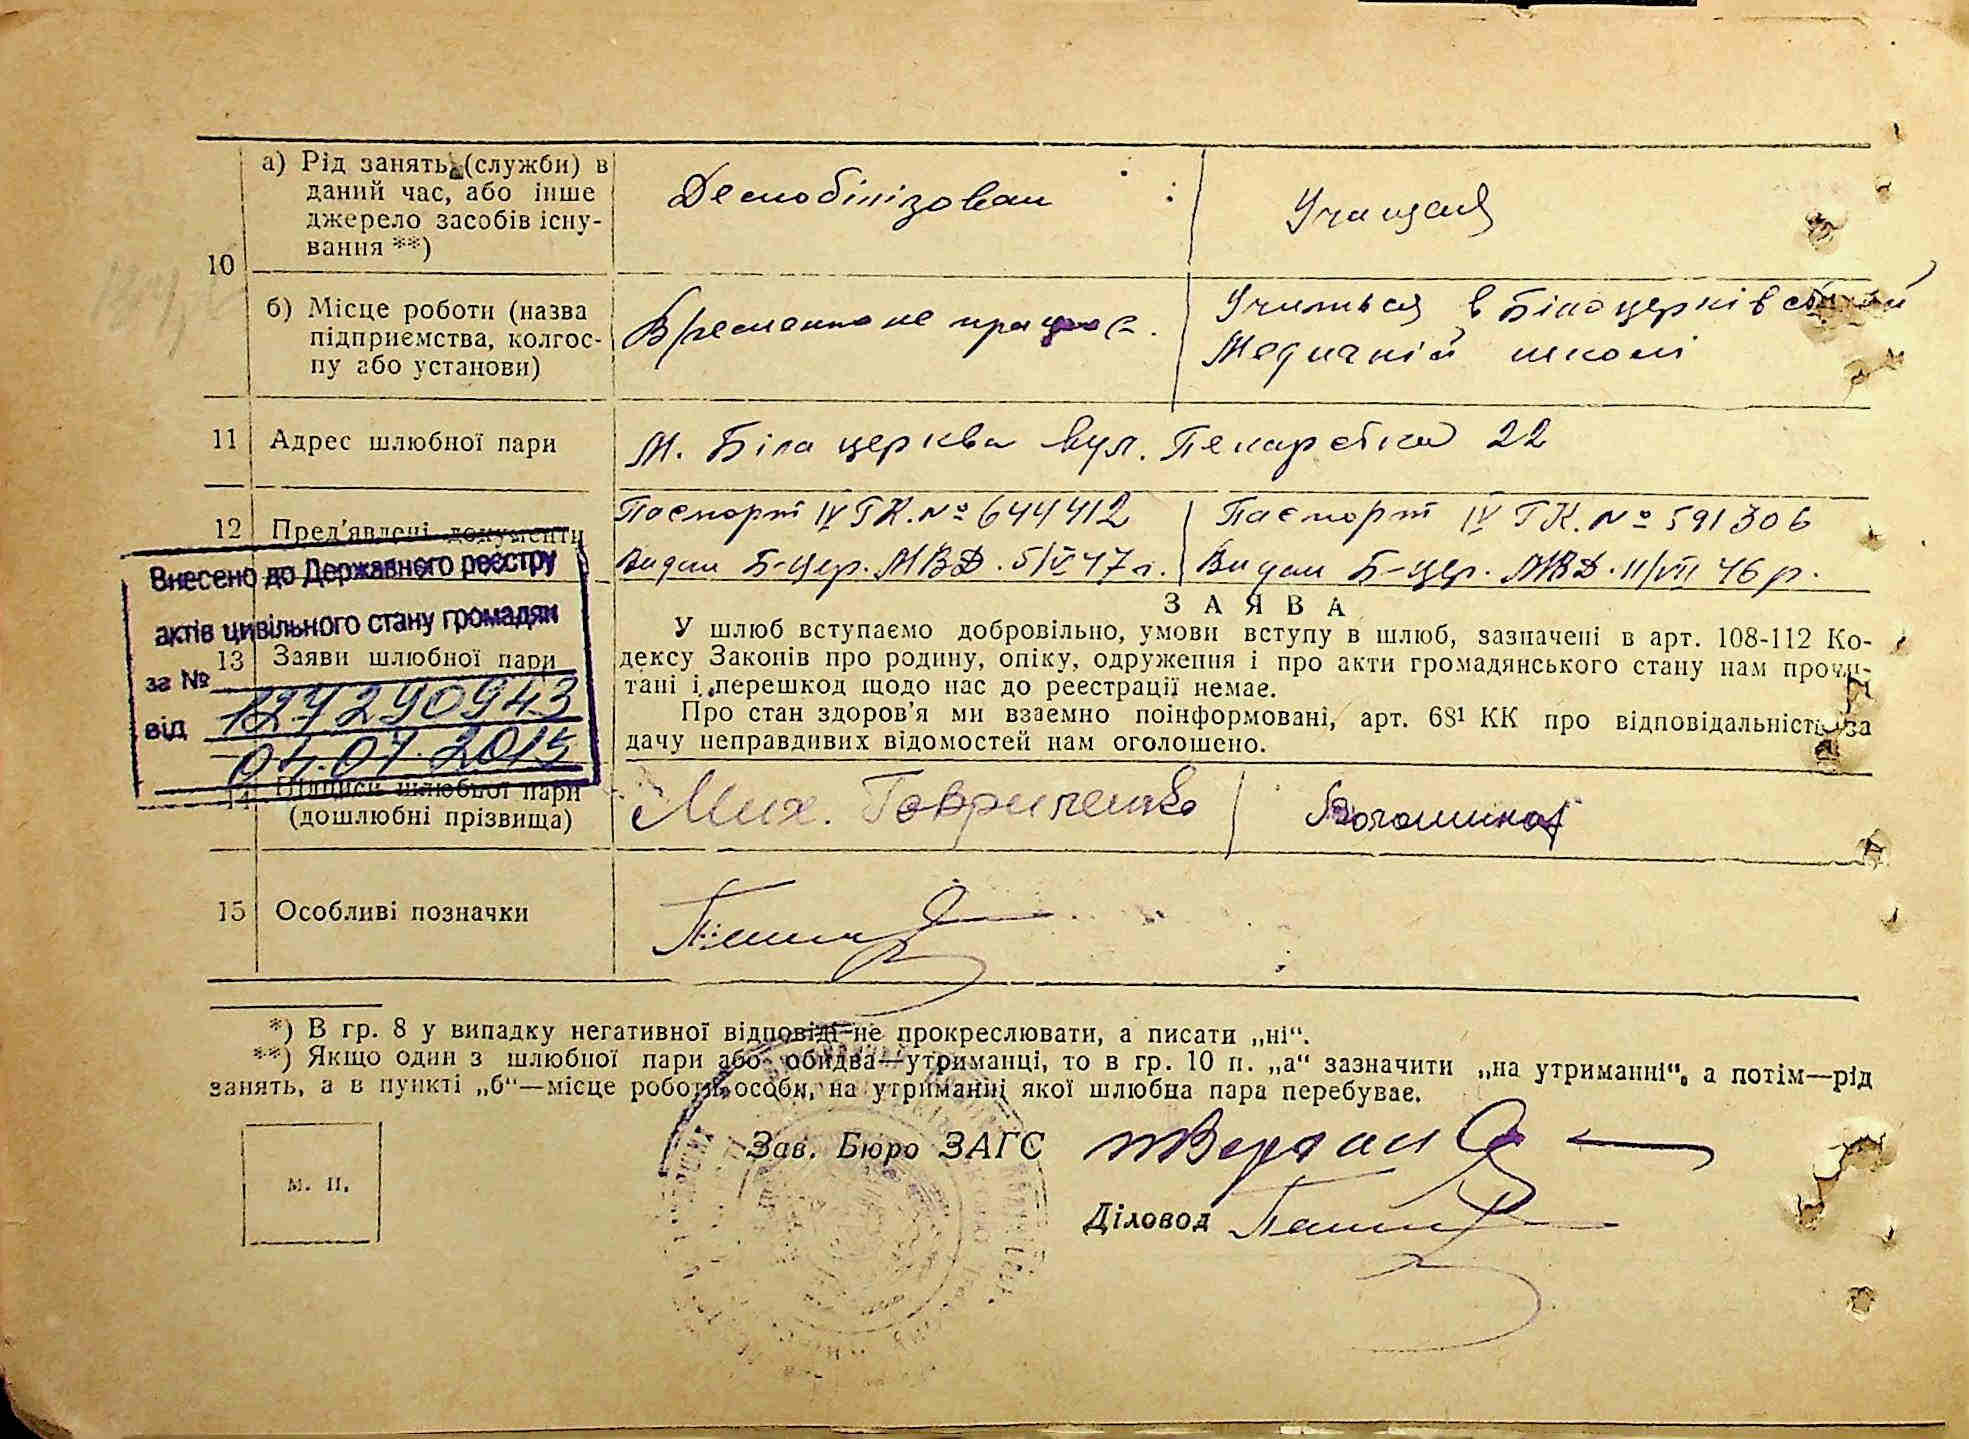 10
а) Рід занять (служби) в
даний час, або інше
джерело засобів існу-
вання **)
Демобілізован
Учащаяся
б) Місце роботи (назва
підприємства, колгос-
пу або установи)
Временно не працює.
Учиться в Білоцерківській
Медичній школі
11 Адрес шлюбної пари
М. Біла церква вул. Пекарська 22
12 Пред'явлені документи
Паспорт IV ГК. № 644412
Видан Б-Цер. МВД. 5/V 47 р.
Паспорт IV ГК. № 591306
Видан Б-цер. МВД. 11/VII 46 р.
Внесено до Державного реєстру
актів цивільного стану громадян
за № 127290943
від 04.07.2015
13 Заяви шлюбної пари
ЗАЯВА
У шлюб вступаємо добровільно, умови вступу в шлюб, зазначені в арт. 108-112 Ко-
дексу Законів про родину, опіку, одруження і про акти громадянського стану нам прочи-
тані і перешкод щодо нас до реєстрації немає.
Про стан здоров'я ми взаємно поінформовані, арт. 68¹ КК про відповідальність за
дачу неправдивих відомостей нам оголошено.
14 Підписи шлюбної пари
(дошлюбні прізвища)
Мих. Гавриленко
Волошина
15 Особливі позначки
*) В гр. 8 у випадку негативної відповіді не прокреслювати, а писати „ні“.
**) Якщо один з шлюбної пари або обидва—утриманці, то в гр. 10 п. „а“ зазначити „на утриманні“, а потім—рід
занять, а в пункті „б“—місце роботи особи, на утриманні якої шлюбна пара перебуває.
Зав. Бюро ЗАГС
м. п.
Діловод